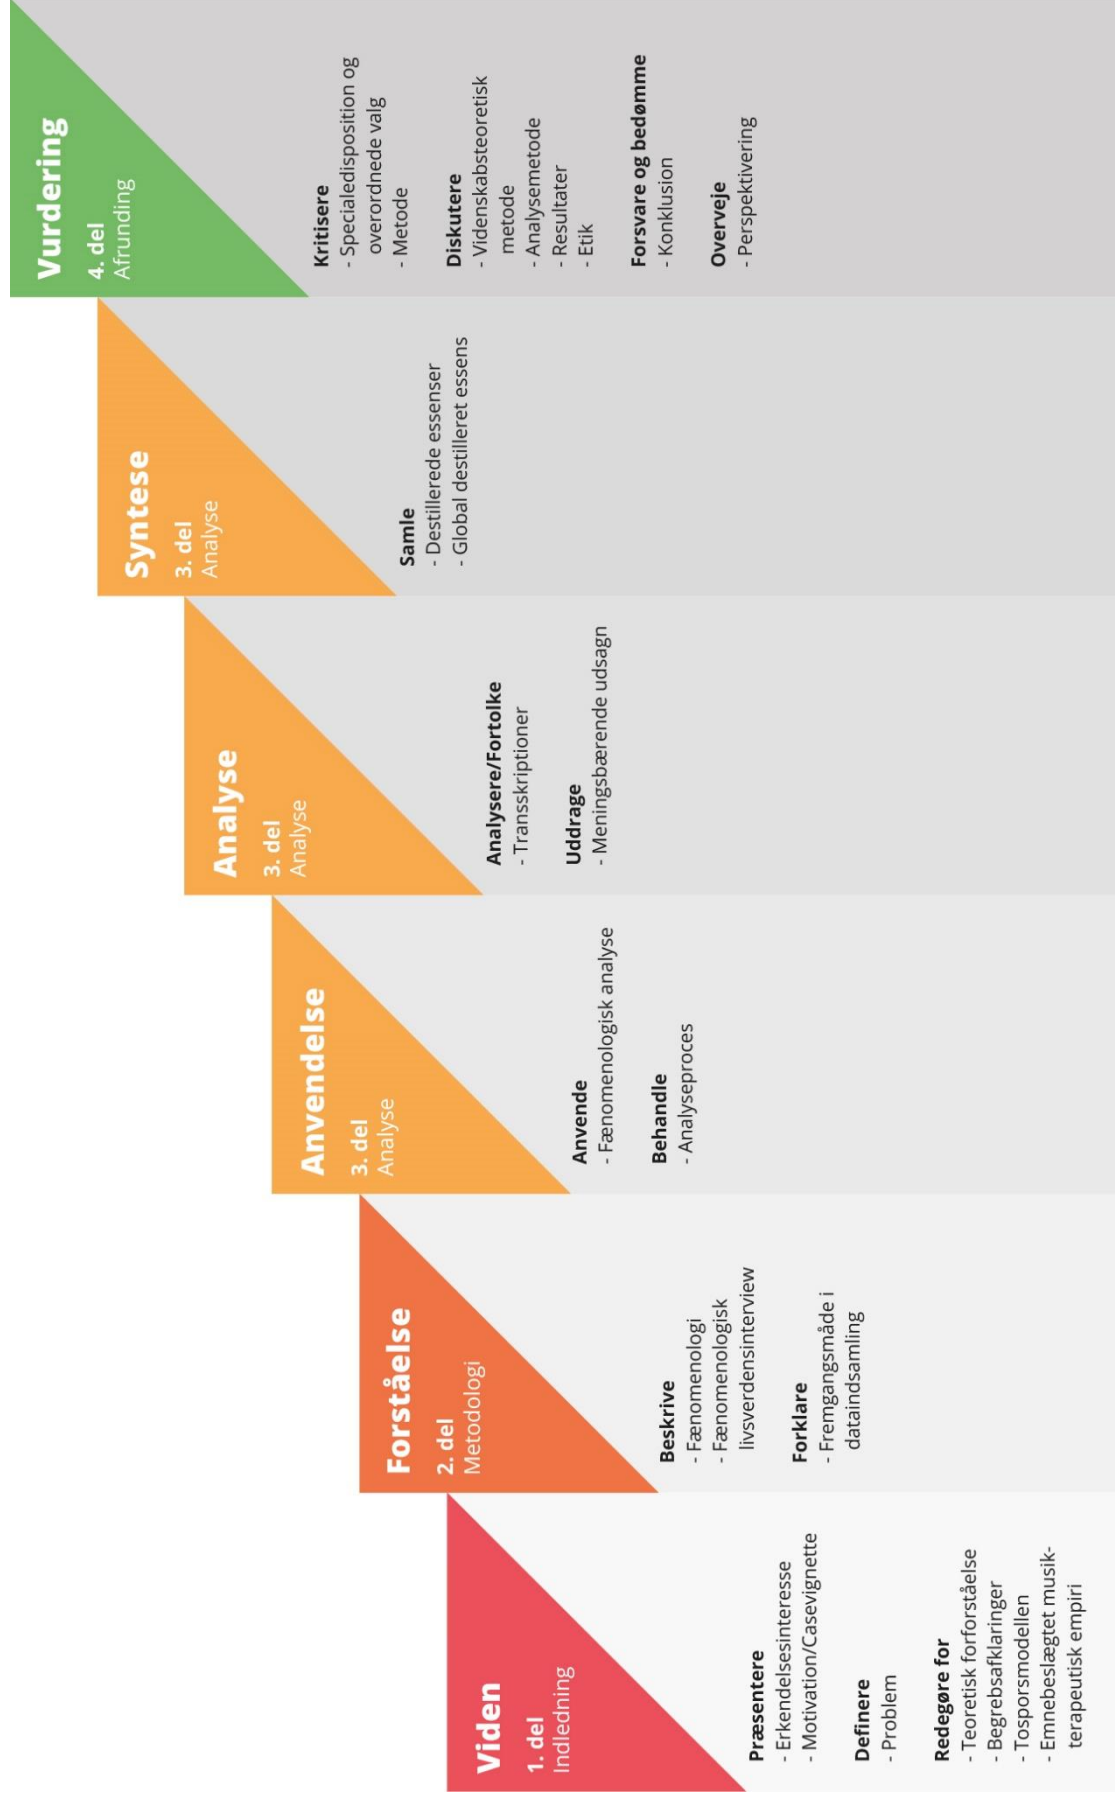 Viden
1. del
Indledning
Præsentere
- Erkendelsesinteresse
- Motivation/Casevignette
Definere
- Problem
Redegøre for
- Teoretisk forforståelse
- Begrebsafklaringer
- Tosporsmodellen
- Emnebeslægtet musik-
terapeutisk empiri
Forståelse
2. del
Metodologi
Beskrive
- Fænomenologi
- Fænomenologisk
livsverdensinterview
Forklare
- Fremgangsmåde i
dataindsamling
Anvendelse
3. del
Analyse
Anvende
- Fænomenologisk analyse
Behandle
- Analyseproces
Analyse
3. del
Analyse
Analysere/Fortolke
- Transskriptioner
Uddrage
- Meningsbærende udsagn
Syntese
3. del
Analyse
Samle
- Destillerede essenser
- Global destilleret essens
Vurdering
4. del
Afrunding
Kritisere
- Specialedisposition og
overordnede valg
- Metode
Diskutere
- Videnskabsteoretisk
metode
- Analysemetode
- Resultater
- Etik
Forsvare og bedømme
- Konklusion
Overveje
- Perspektivering